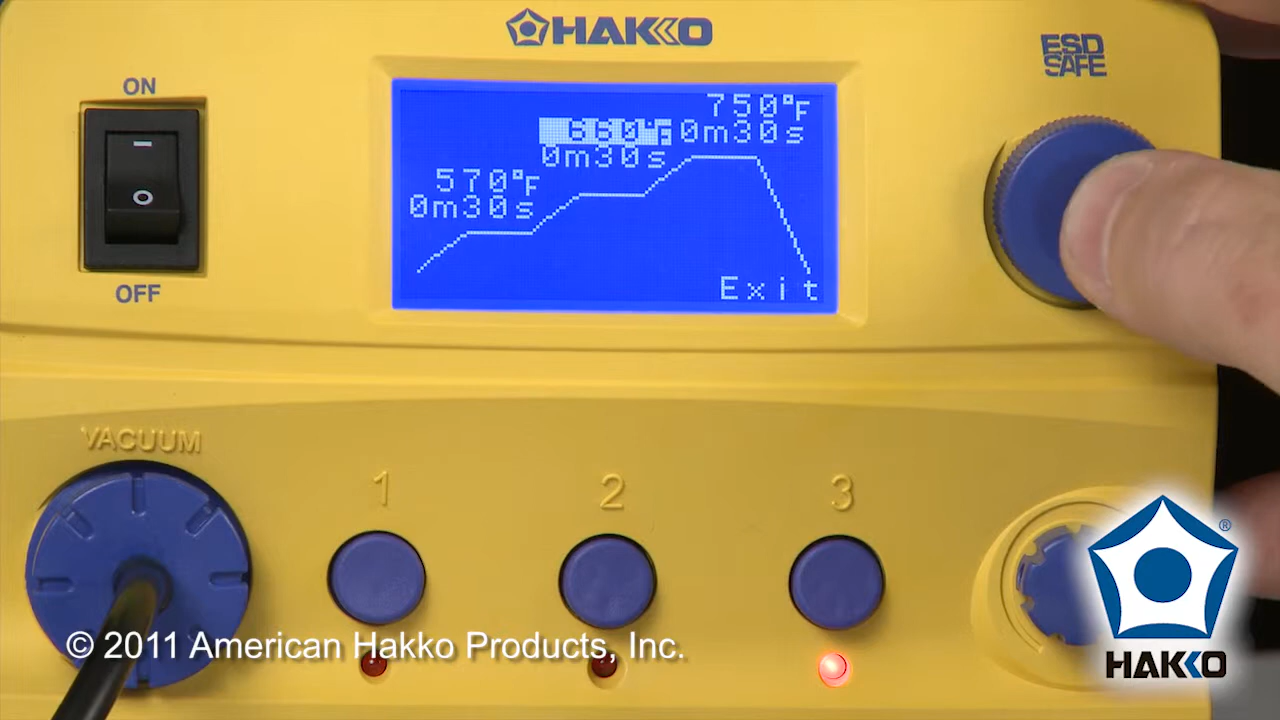 HAKKO
ESD
SAFE
ON
OFF
750°F
660°F
0m30s
0m30s
570°F
0m30s
Exit
VACUUM
1
2
3
© 2011 American Hakko Products, Inc.
®
HAKKO